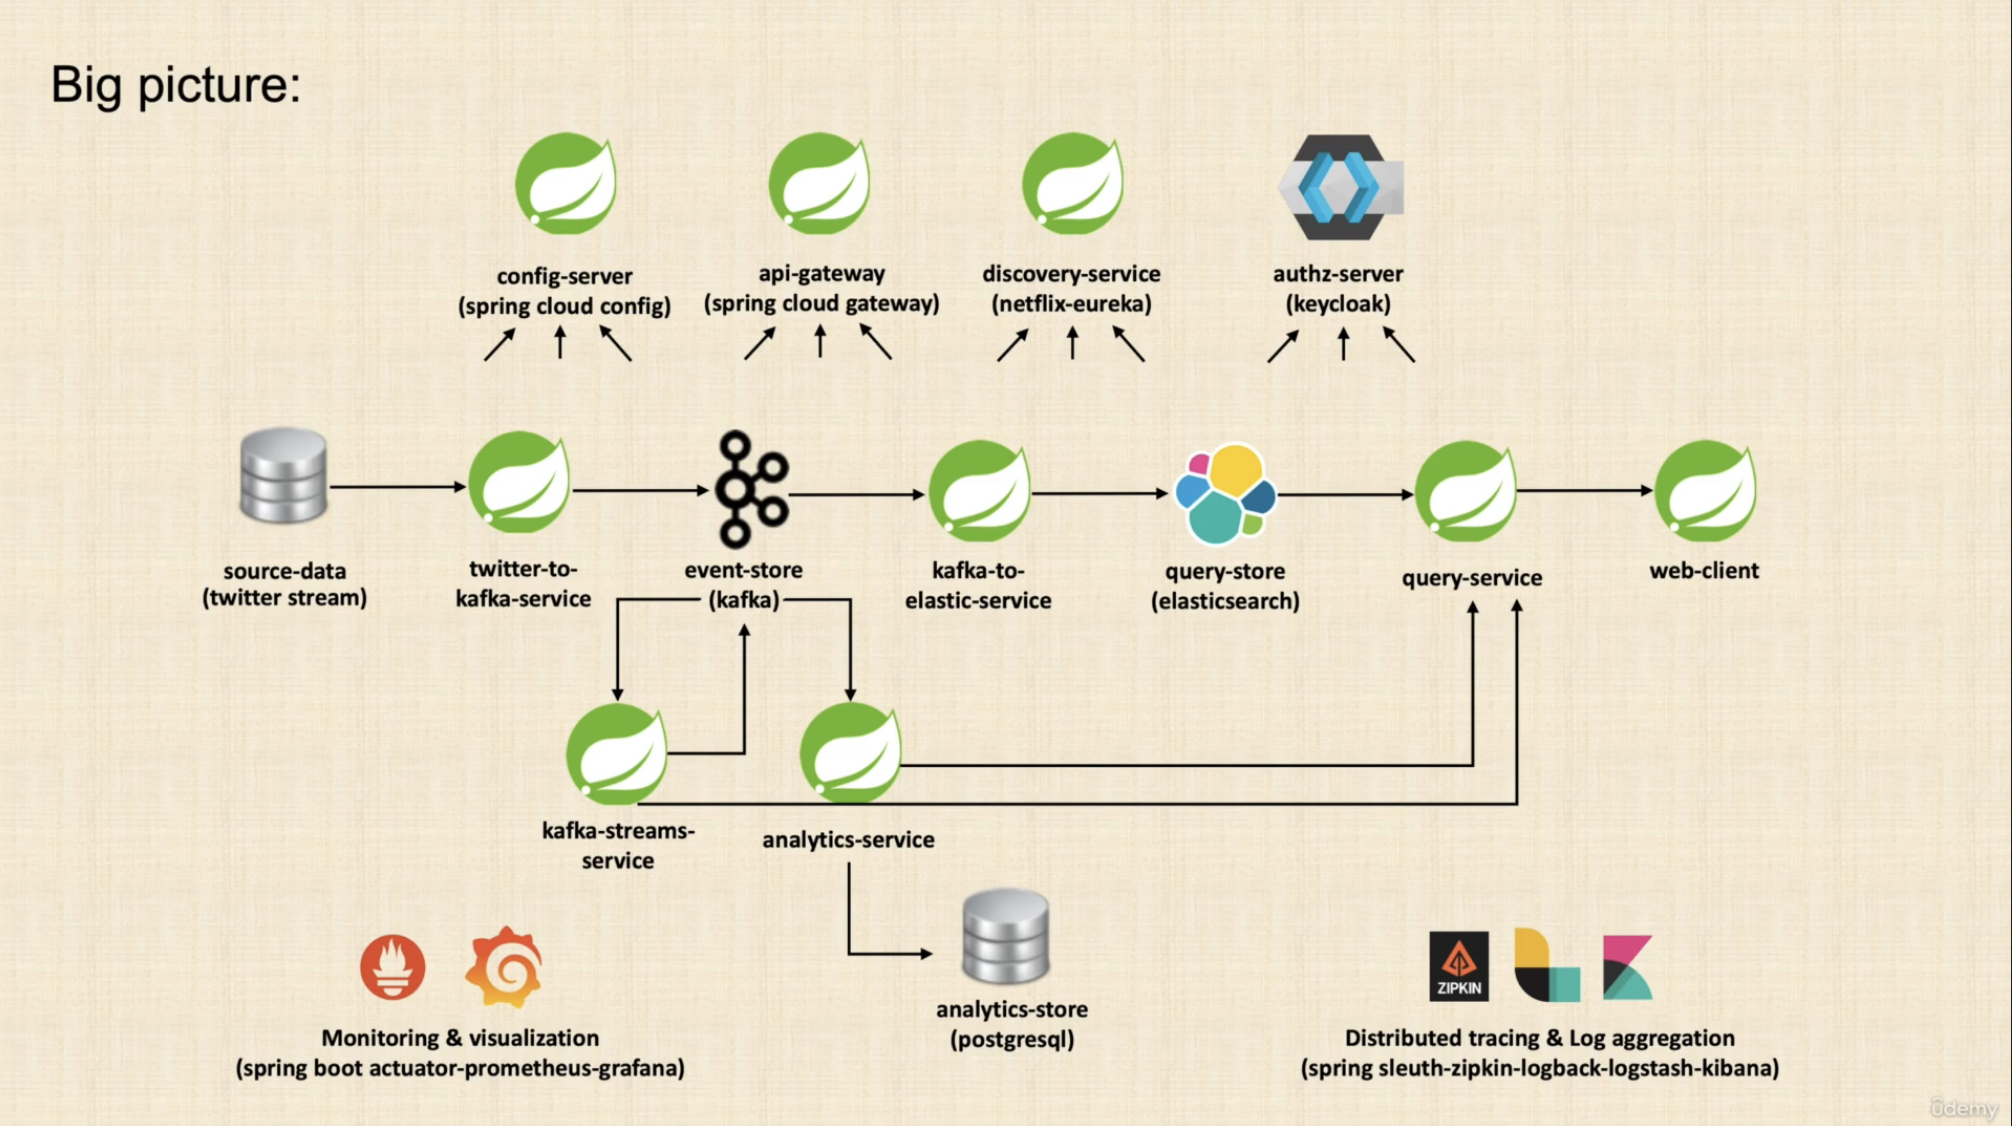 Big picture:
config-server
(spring cloud config)
api-gateway
(spring cloud gateway)
discovery-service
(netflix-eureka)
authz-server
(keycloak)
source-data
(twitter stream)
twitter-to-
kafka-service
event-store
(kafka)
kafka-to-
elastic-service
query-store
(elasticsearch)
query-service
web-client
kafka-streams-
service
analytics-service
analytics-store
(postgresql)
Monitoring & visualization
(spring boot actuator-prometheus-grafana)
ZIPKIN
Distributed tracing & Log aggregation
(spring sleuth-zipkin-logback-logstash-kibana)
ûdemy